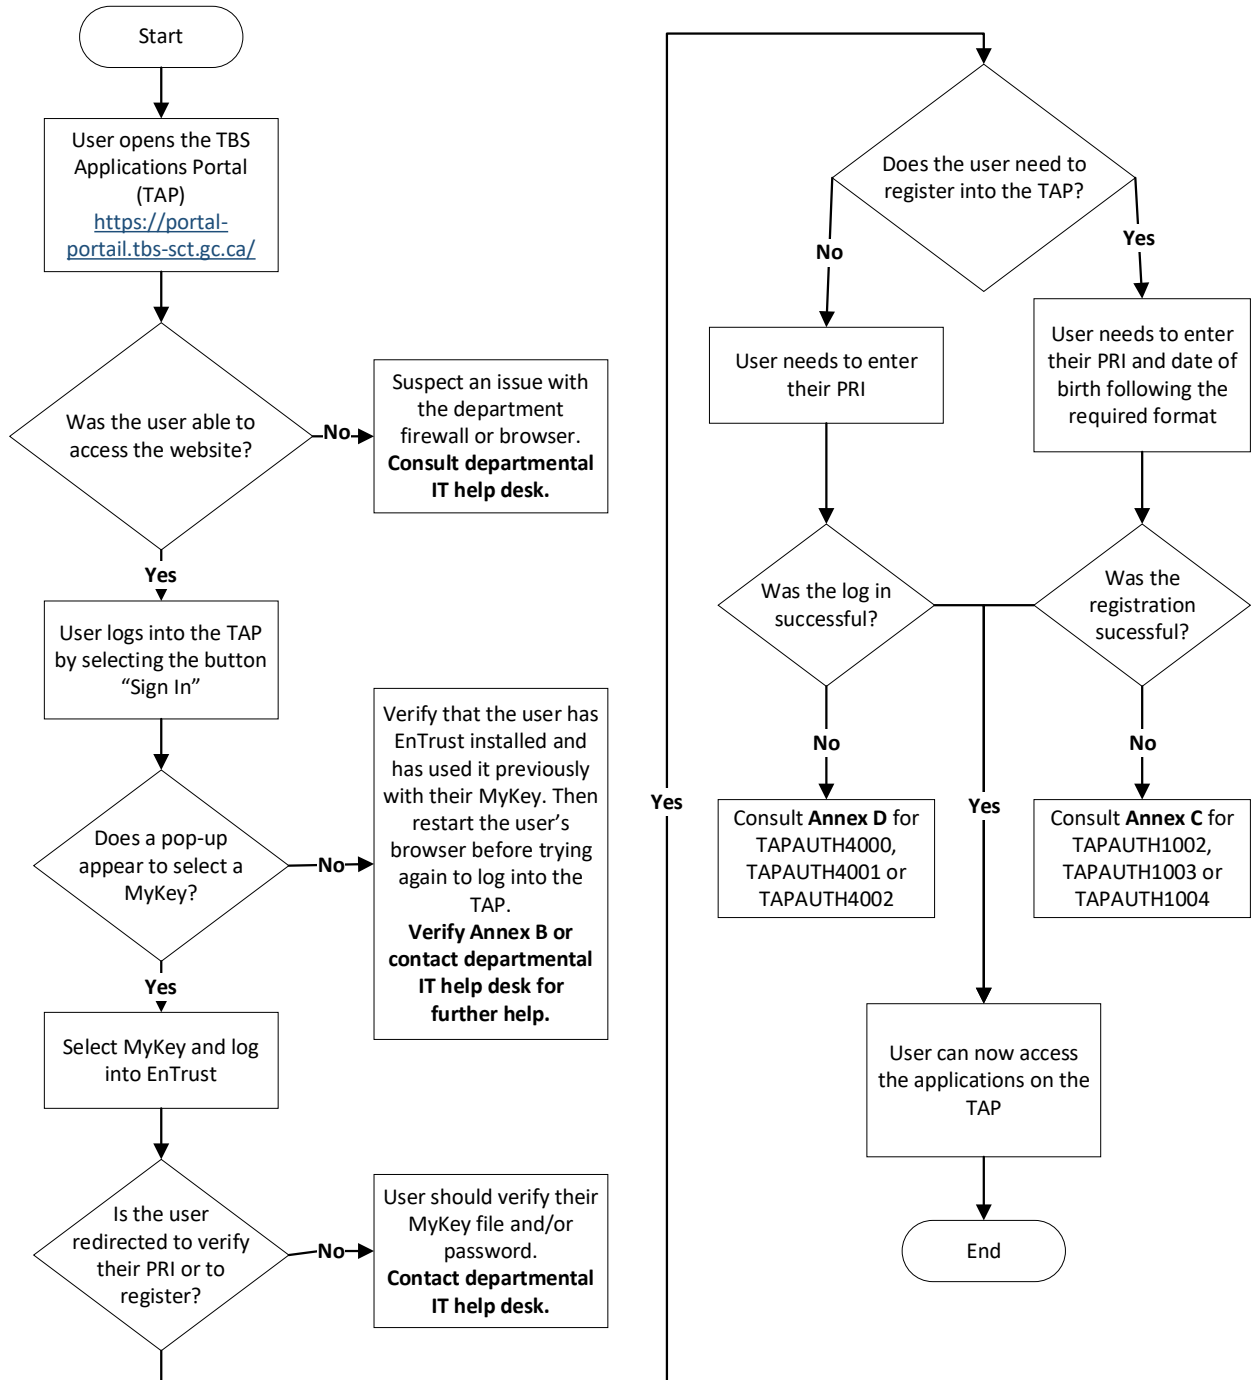 Start
User opens the TBS
Applications Portal
(TAP)
https://portal-
portail.tbs-sct.gc.ca/
Was the user able to
access the website?
No
Suspect an issue with
the department
firewall or browser.
Consult departmental
IT help desk.
Yes
User logs into the TAP
by selecting the button
“Sign In”
Does a pop-up
appear to select a
MyKey?
No
Verify that the user has
EnTrust installed and
has used it previously
with their MyKey. Then
restart the user’s
browser before trying
again to log into the
TAP.
Verify Annex B or
contact departmental
IT help desk for
further help.
Yes
Select MyKey and log
into EnTrust
Is the user
redirected to verify
their PRI or to
register?
No
User should verify their
MyKey file and/or
password.
Contact departmental
IT help desk.
Yes
Does the user need to
register into the TAP?
No
Yes
User needs to enter
their PRI
User needs to enter
their PRI and date of
birth following the
required format
Was the log in
successful?
Was the
registration
sucessful?
No
No
Yes
Consult Annex D for
TAPAUTH4000,
TAPAUTH4001 or
TAPAUTH4002
Consult Annex C for
TAPAUTH1002,
TAPAUTH1003 or
TAPAUTH1004
User can now access
the applications on the
TAP
End